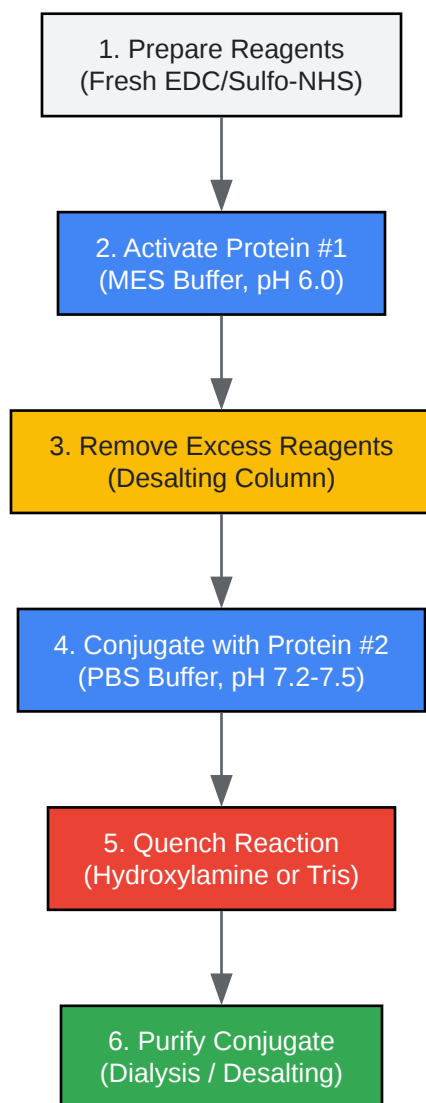 1. Prepare Reagents
(Fresh EDC/Sulfo-NHS)
2. Activate Protein #1
(MES Buffer, pH 6.0)
3. Remove Excess Reagents
(Desalting Column)
4. Conjugate with Protein #2
(PBS Buffer, pH 7.2-7.5)
5. Quench Reaction
(Hydroxylamine or Tris)
6. Purify Conjugate
(Dialysis / Desalting)